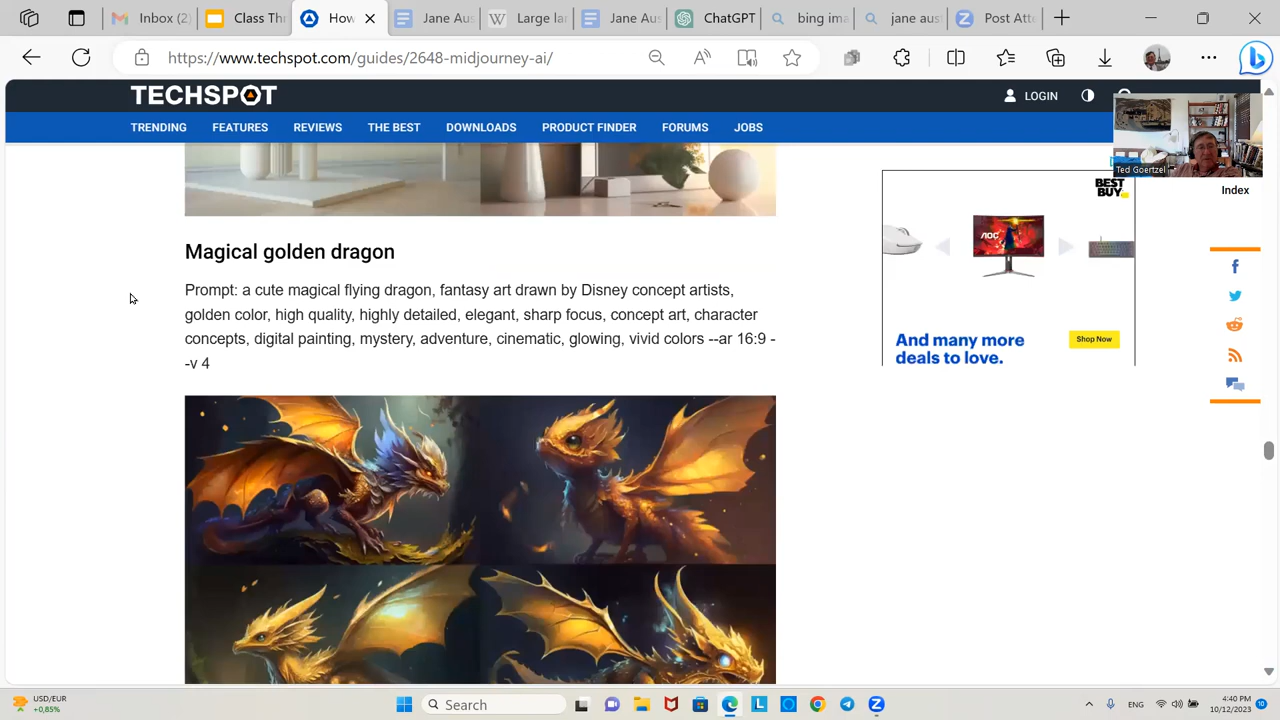 Inbox (2)
Class Thr
How
Jane Aus
Large lan
Jane Aus
ChatGPT
bing ima
jane aust
Post Atte
https://www.techspot.com/guides/2648-midjourney-ai/
TECHSPOT
LOGIN
TRENDING
FEATURES
REVIEWS
THE BEST
DOWNLOADS
PRODUCT FINDER
FORUMS
JOBS
Ted Goertzel
Index
BEST
BUY
AOC
Magical golden dragon
Prompt: a cute magical flying dragon, fantasy art drawn by Disney concept artists,
golden color, high quality, highly detailed, elegant, sharp focus, concept art, character
concepts, digital painting, mystery, adventure, cinematic, glowing, vivid colors --ar 16:9 -
-v 4
And many more
deals to love.
Shop Now
USD/EUR
+0,85%
Search
ENG
4:40 PM
10/12/2023